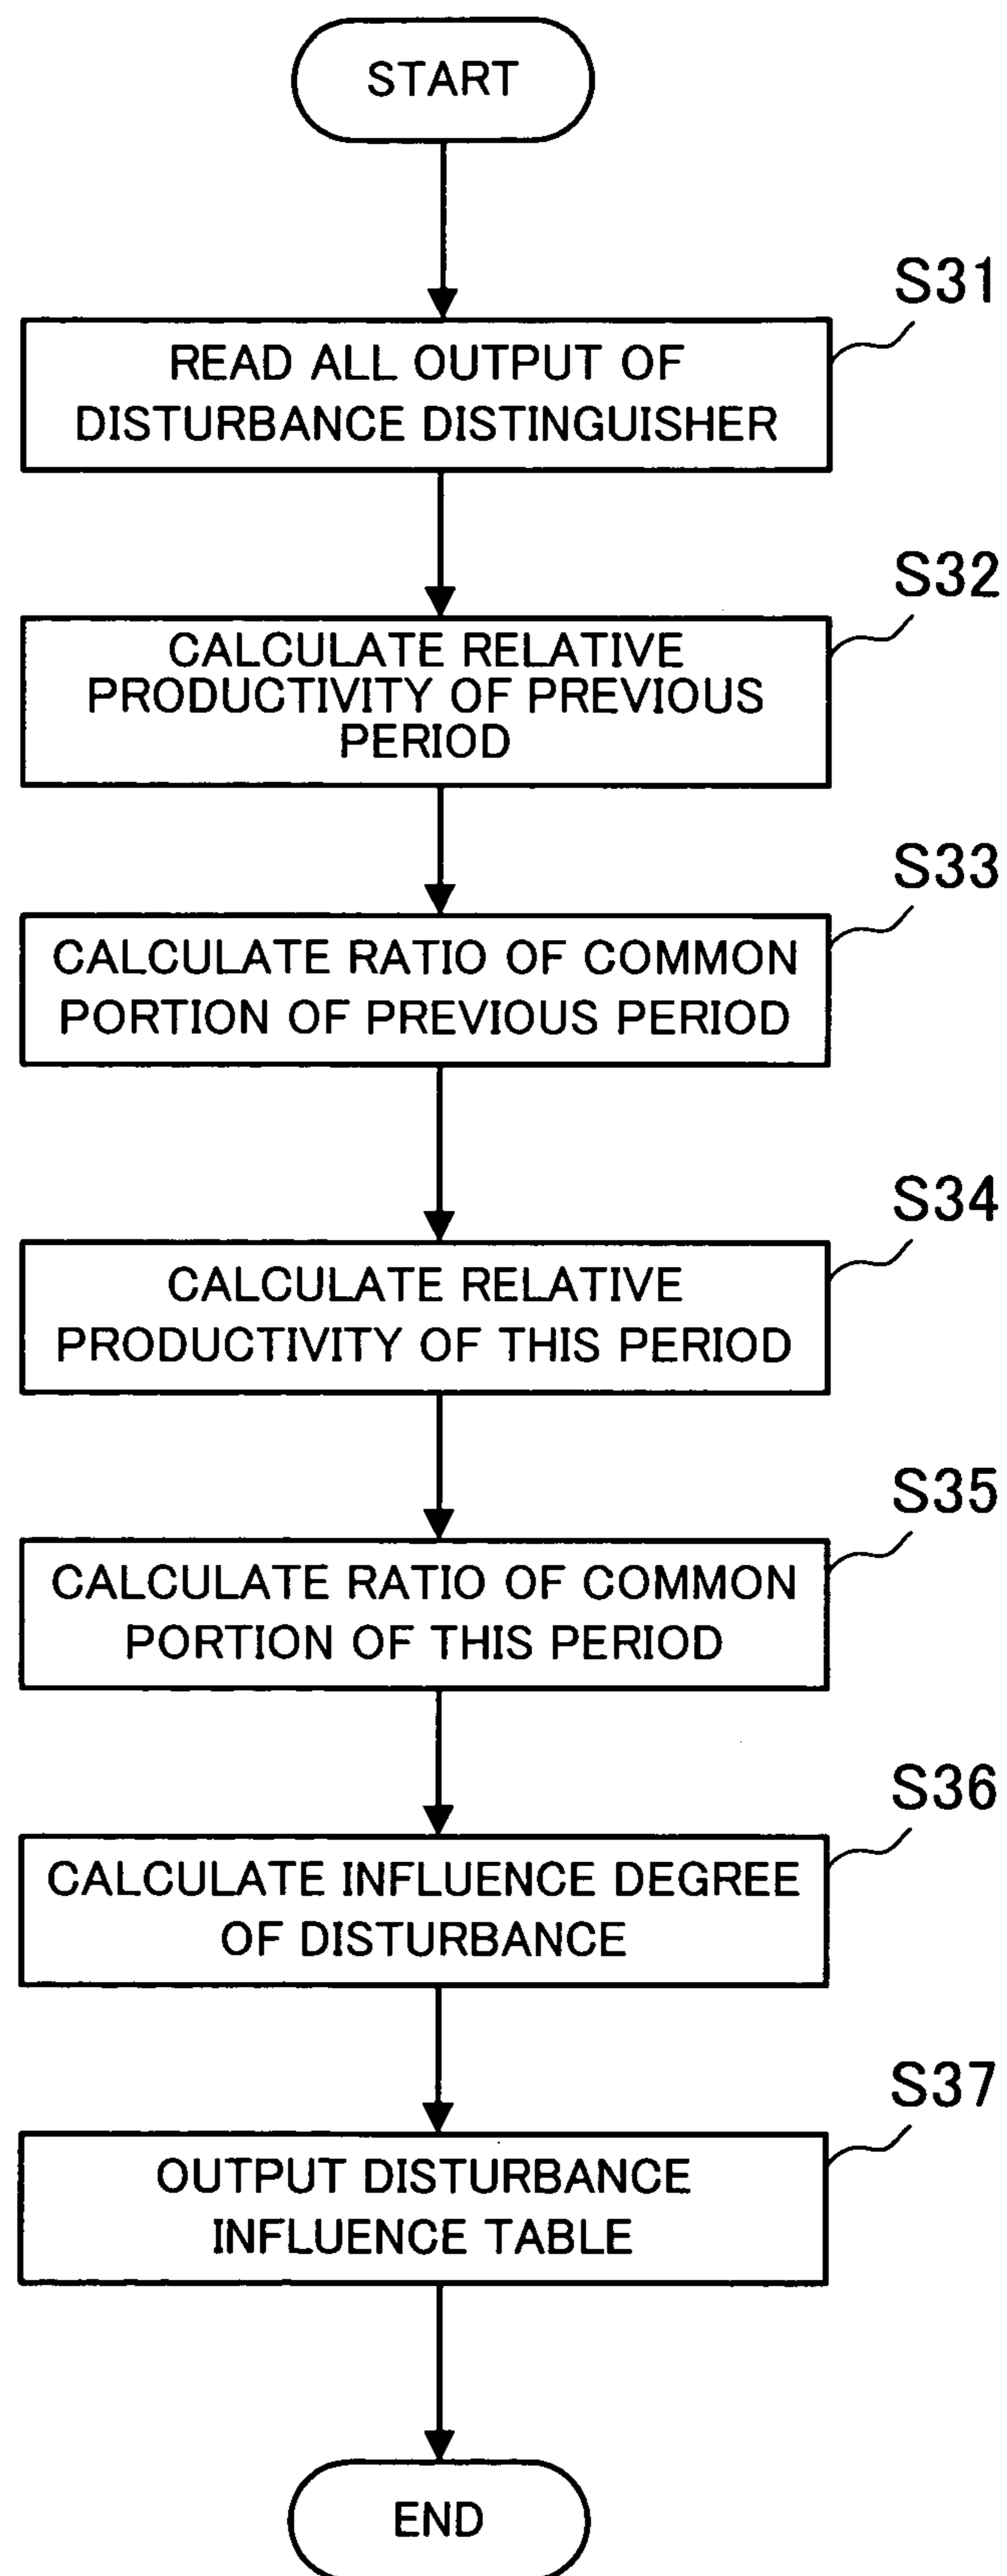 START
S31
READ ALL OUTPUT OF
DISTURBANCE DISTINGUISHER
S32
CALCULATE RELATIVE
PRODUCTIVITY OF PREVIOUS
PERIOD
S33
CALCULATE RATIO OF COMMON
PORTION OF PREVIOUS PERIOD
S34
CALCULATE RELATIVE
PRODUCTIVITY OF THIS PERIOD
S35
CALCULATE RATIO OF COMMON
PORTION OF THIS PERIOD
S36
CALCULATE INFLUENCE DEGREE
OF DISTURBANCE
S37
OUTPUT DISTURBANCE
INFLUENCE TABLE
END